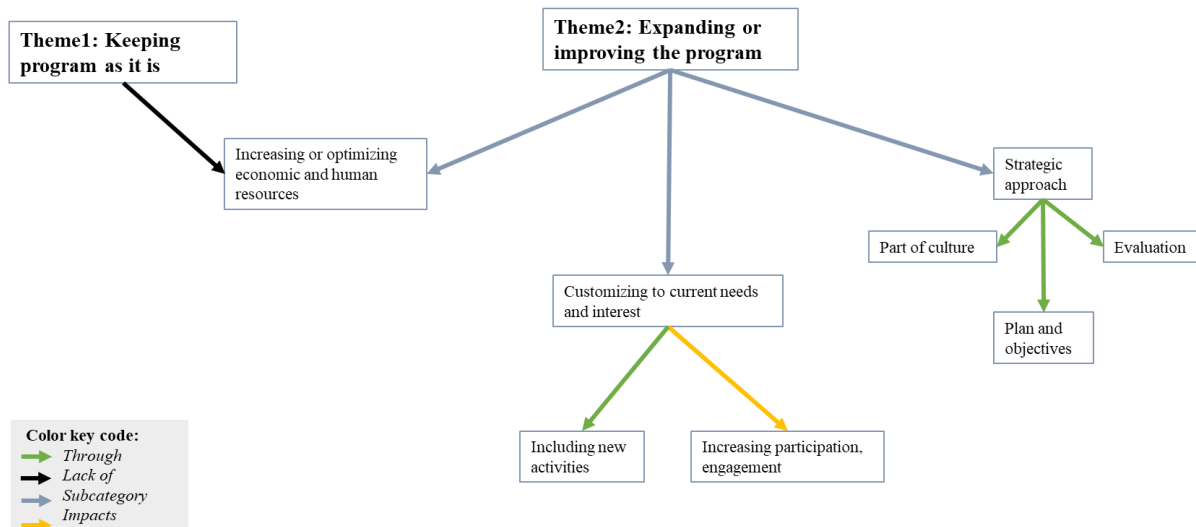 Theme1: Keeping
program as it is
Theme2: Expanding or
improving the program
Increasing or optimizing
economic and human
resources
Strategic
approach
Part of culture
Evaluation
Customizing to current needs
and interest
Plan and
objectives
Including new
activities
Increasing participation,
engagement
Color key code:
Through
Lack of
Subcategory
Impacts